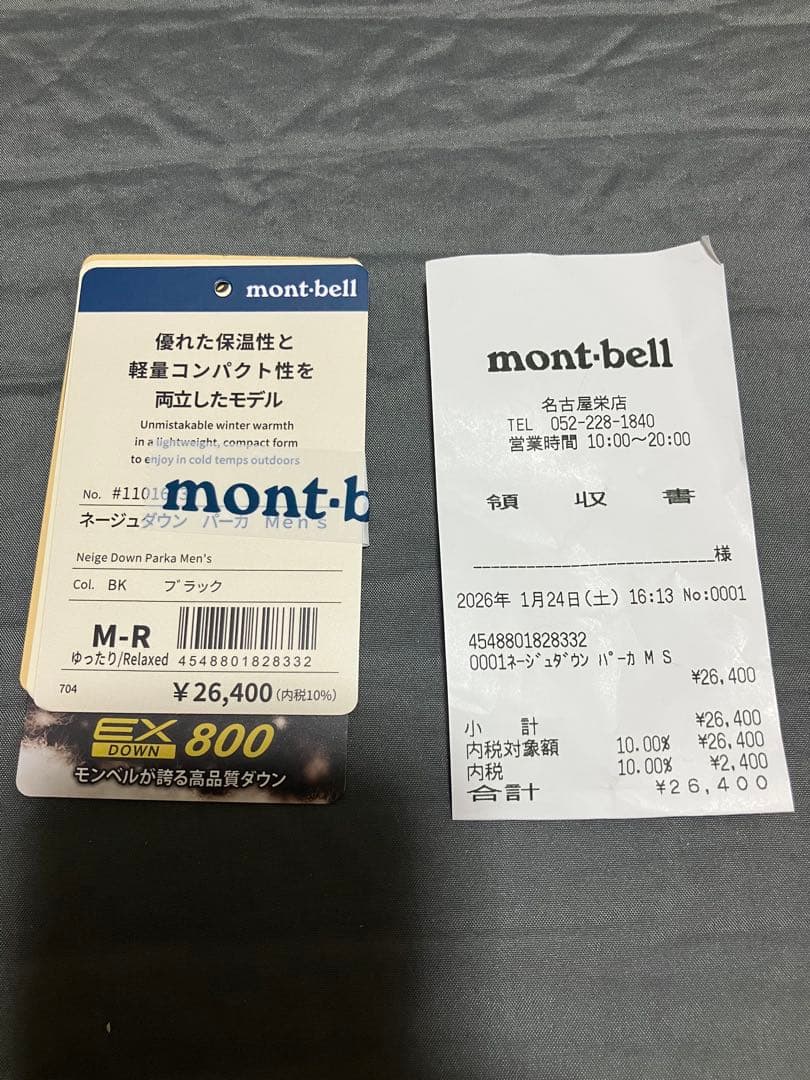 mont·bell
優れた保温性と
軽量コンパクト性を
両立したモデル
Unmistakable winter warmth
in a lightweight, compact form
to enjoy in cold temps outdoors
mont·b
No.
ネージュダウン パーカ Men's
Neige Down Parka Men's
Col. BK ブラック
M-R
ゆったり/Relaxed
4548801828332
704
¥26,400(内税10%)
EX
DOWN
800
モンベルが誇る高品質ダウン
mont·bell
名古屋栄店
TEL 052-228-1840
営業時間 10:00～20:00
領 収 書
様
2026年 1月24日(土) 16:13 No:0001
4548801828332
0001ネージュダウン パーカ M S
¥26,400
小 計 ¥26,400
内税対象額 10.00% ¥26,400
内税 10.00% ¥2,400
合計 ¥26,400